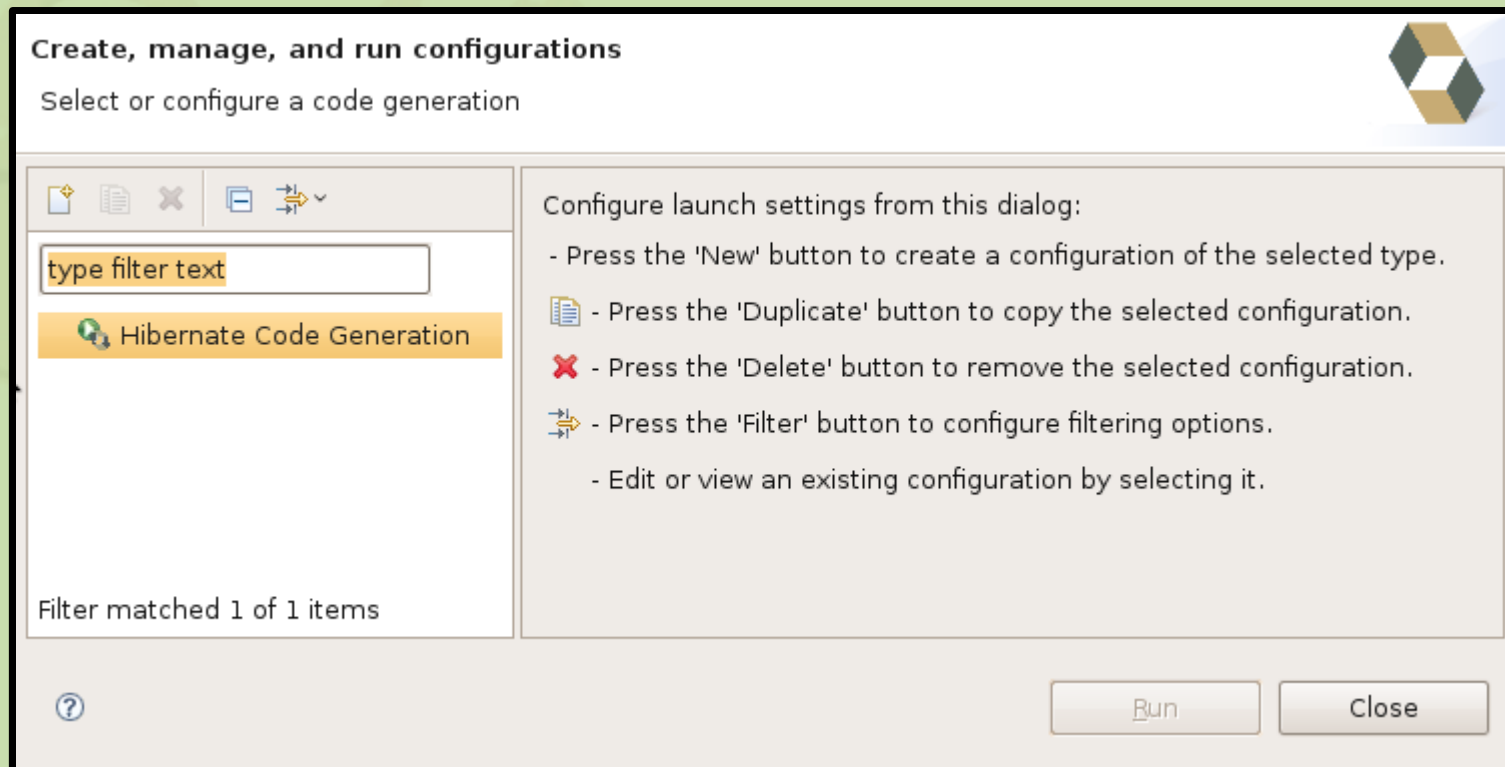 Create, manage, and run configurations
Select or configure a code generation
type filter text
Hibernate Code Generation
Filter matched 1 of 1 items
Configure launch settings from this dialog:
- Press the 'New' button to create a configuration of the selected type.
- Press the 'Duplicate' button to copy the selected configuration.
- Press the 'Delete' button to remove the selected configuration.
- Press the 'Filter' button to configure filtering options.
- Edit or view an existing configuration by selecting it.
Run
Close